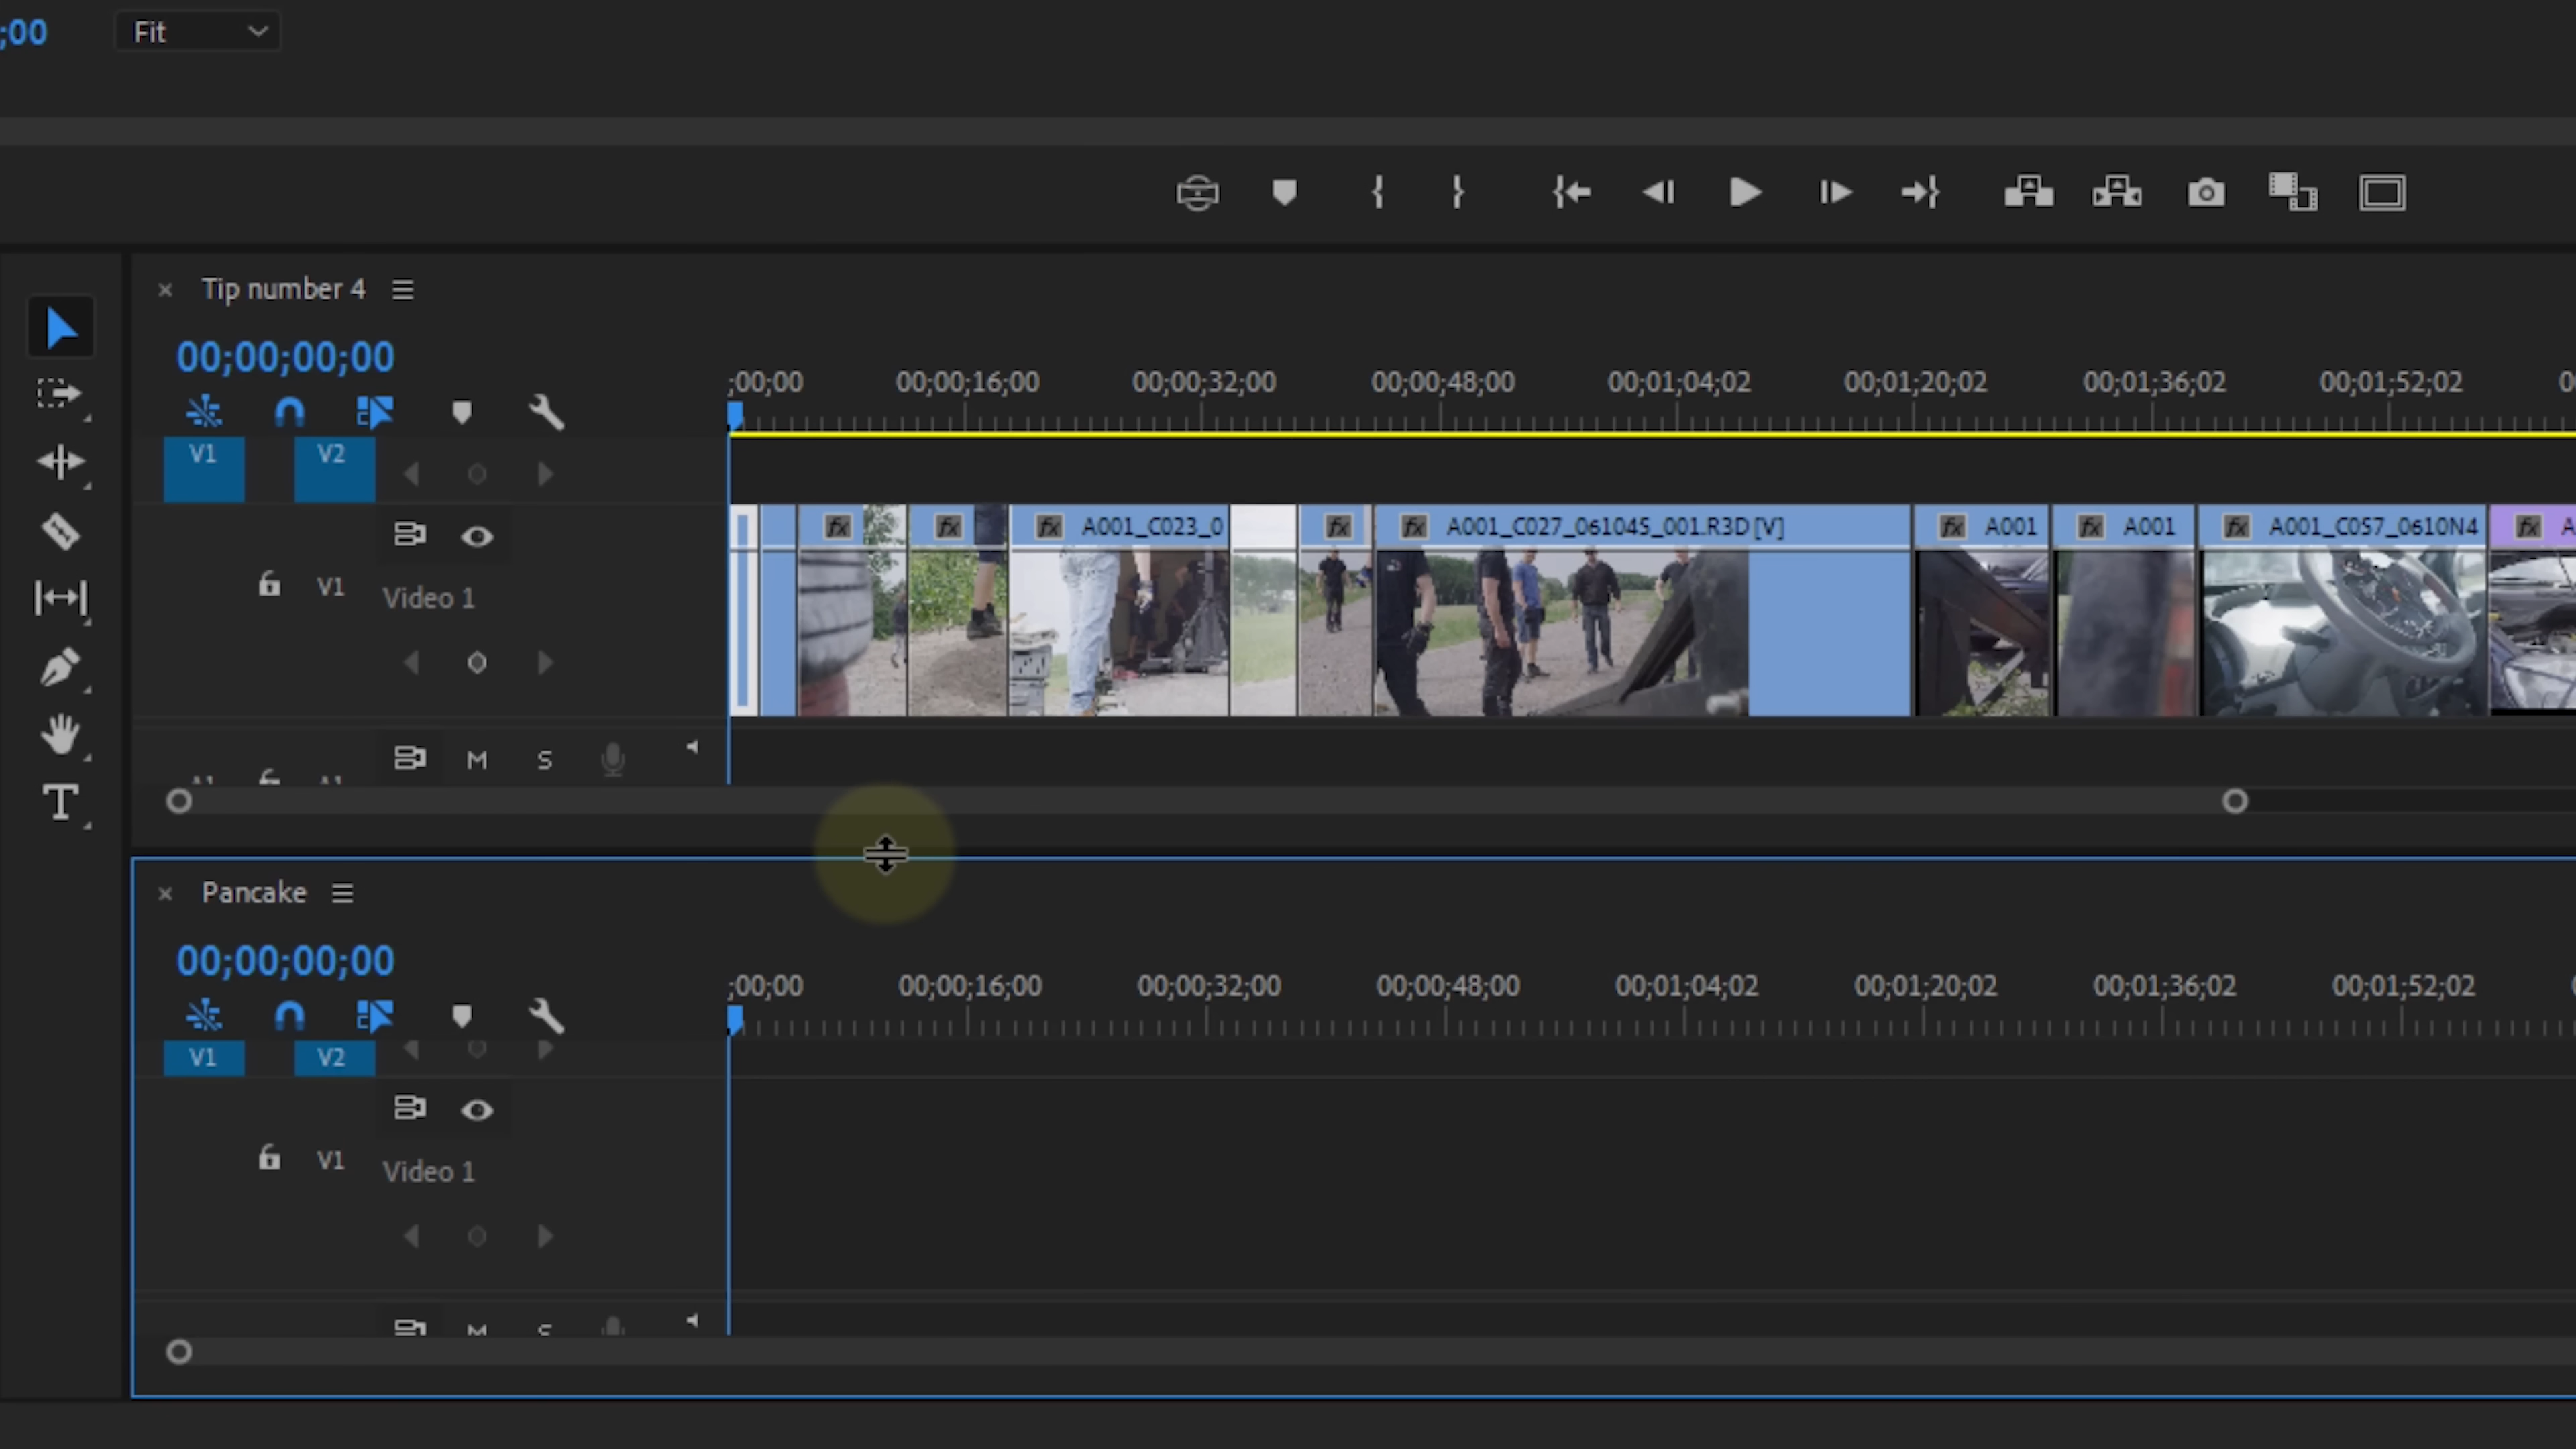 ;00 Fit
Tip number 4
00;00;00;00
;00;00 00;00;16;00 00;00;32;00 00;00;48;00 00;01;04;02 00;01;20;02 00;01;36;02 00;01;52;02
V1 V2
fx fx fx A001_C023_0 fx fx A001_C027_061045_001.R3D [V] fx A001 fx A001 fx A001_C057_0610N4 fx A
V1 Video 1
M S
A1 A1
T
Pancake
00;00;00;00
;00;00 00;00;16;00 00;00;32;00 00;00;48;00 00;01;04;02 00;01;20;02 00;01;36;02 00;01;52;02
V1 V2
V1 Video 1
M S